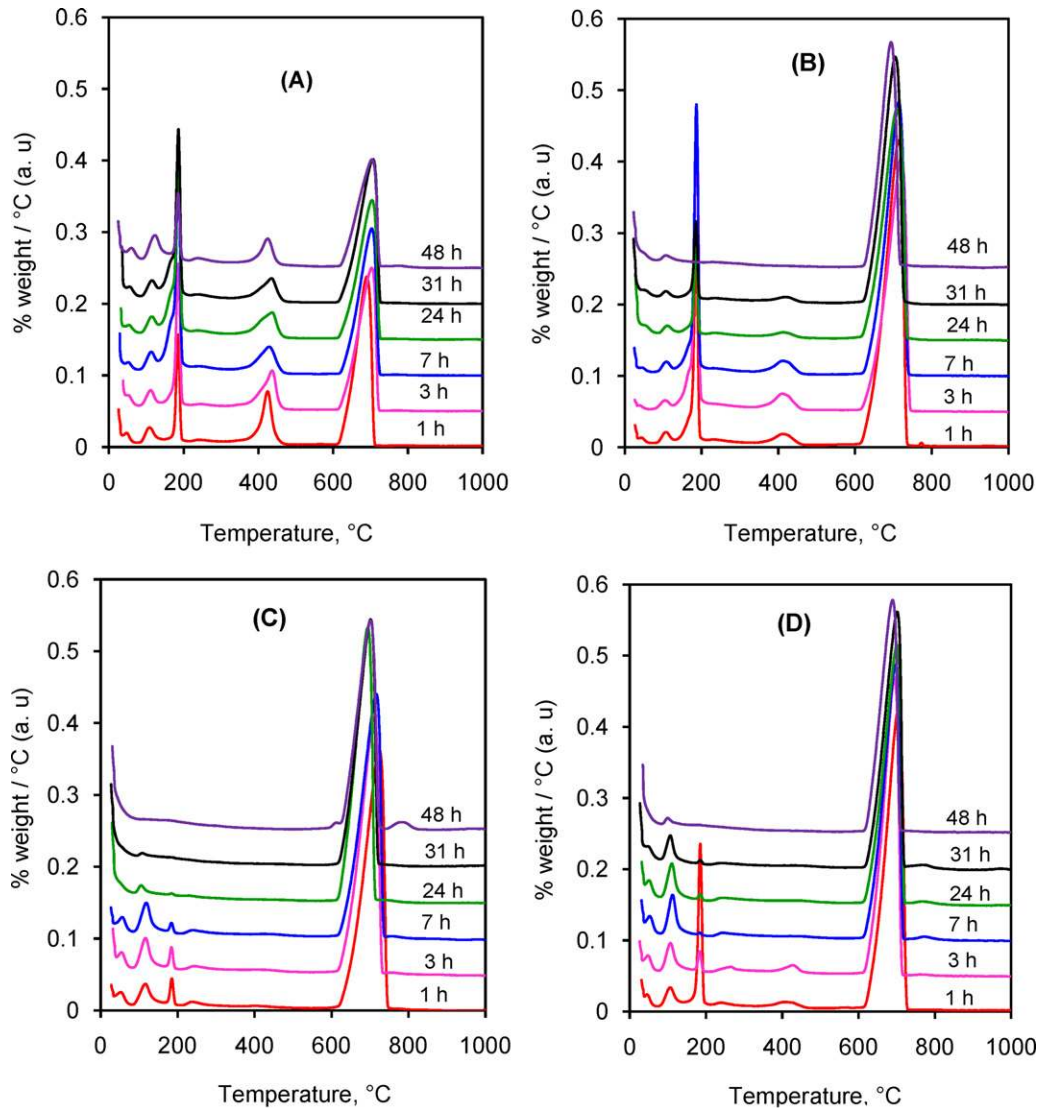 0.6
0.5
0.4
0.3
0.2
0.1
0
% weight / °C (a. u)
(A)
48 h
31 h
24 h
7 h
3 h
1 h
0 200 400 600 800 1000
Temperature, °C
0.6
0.5
0.4
0.3
0.2
0.1
0
% weight / °C (a. u)
(B)
48 h
31 h
24 h
7 h
3 h
1 h
0 200 400 600 800 1000
Temperature, °C
0.6
0.5
0.4
0.3
0.2
0.1
0
% weight / °C (a. u)
(C)
48 h
31 h
24 h
7 h
3 h
1 h
0 200 400 600 800 1000
Temperature, °C
0.6
0.5
0.4
0.3
0.2
0.1
0
% weight / °C (a. u)
(D)
48 h
31 h
24 h
7 h
3 h
1 h
0 200 400 600 800 1000
Temperature, °C